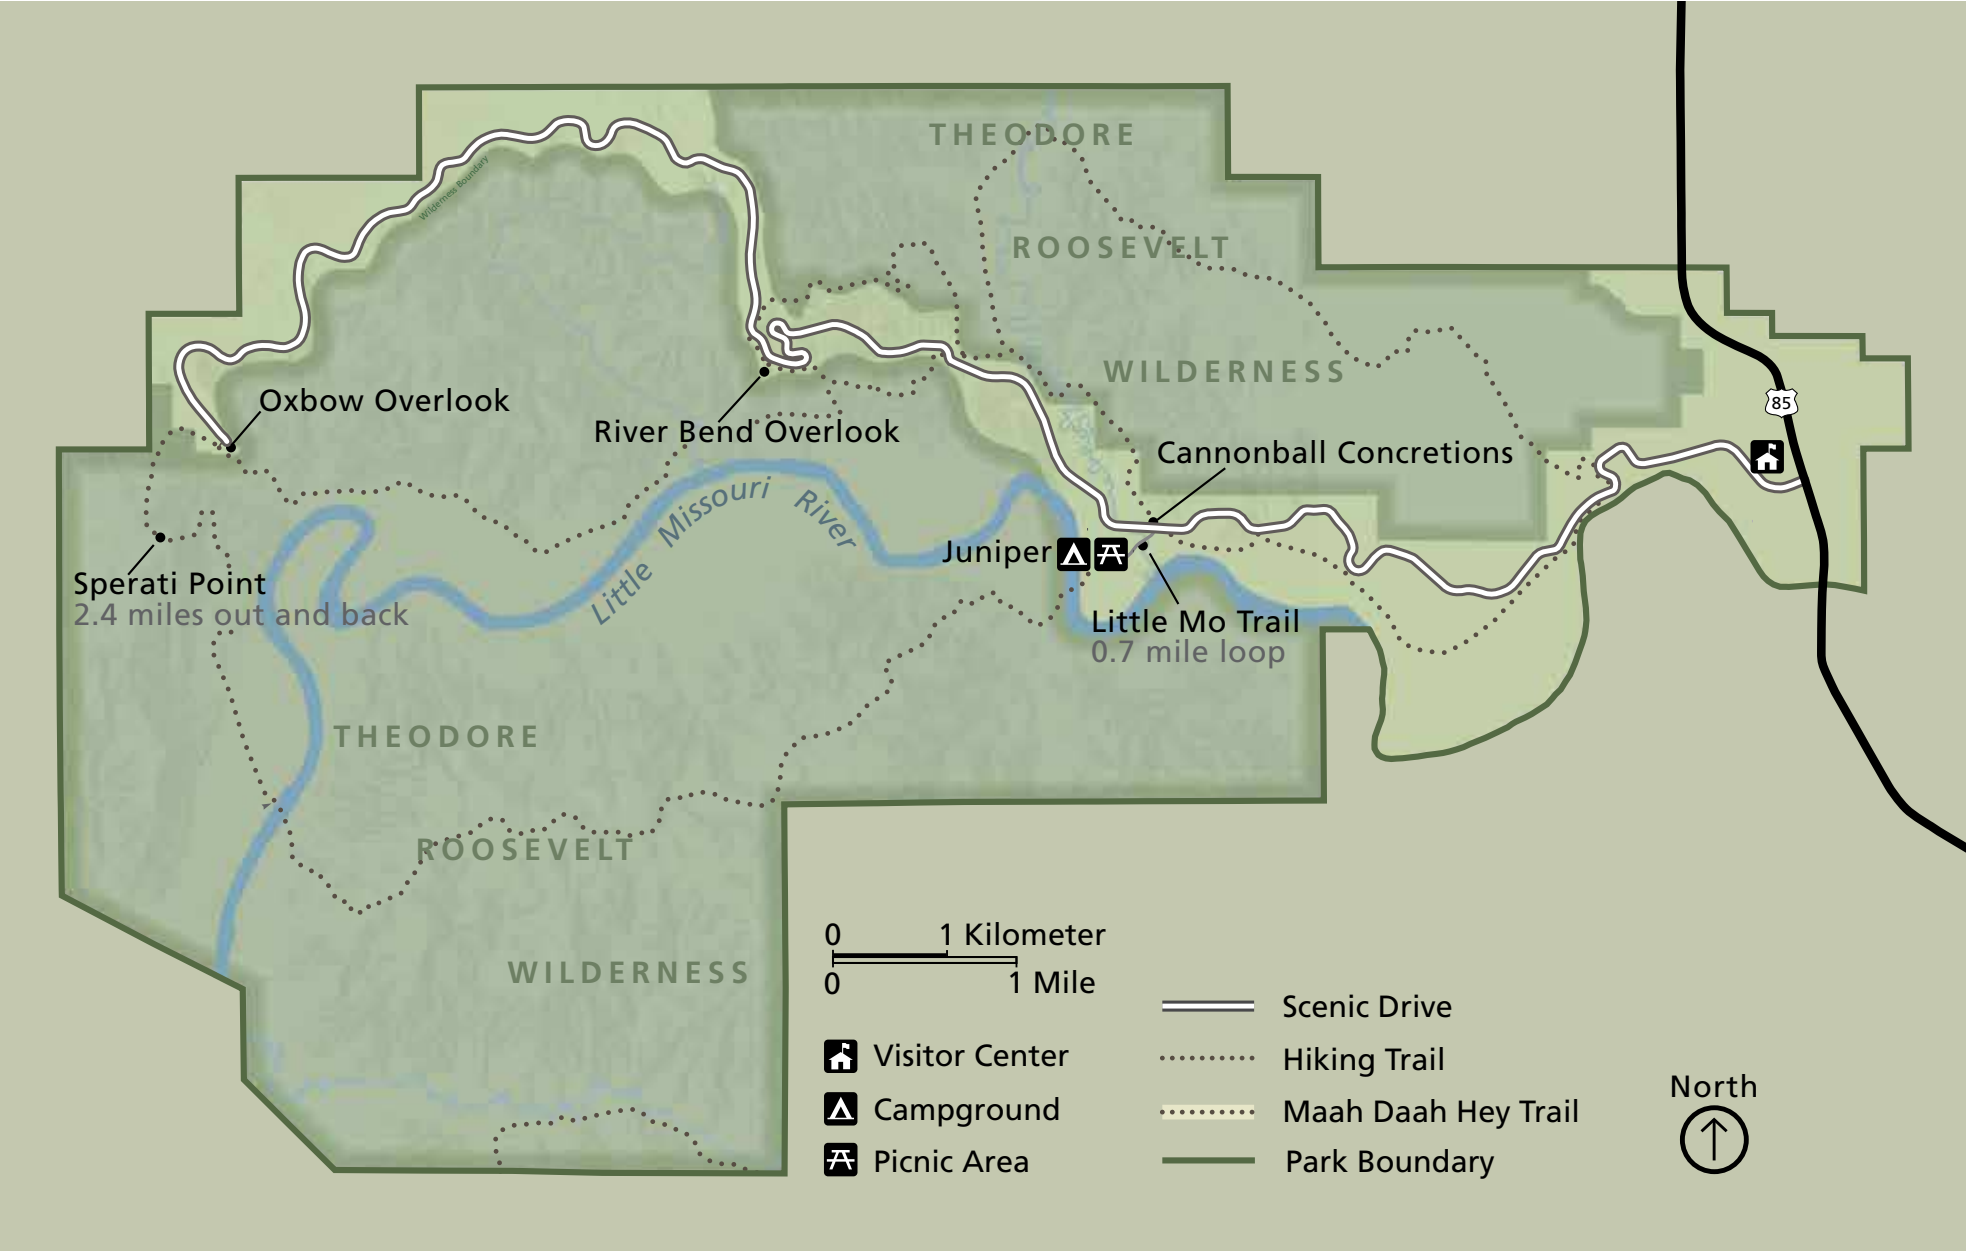 THEODORE
Wilderness Boundary
ROOSEVELT
WILDERNESS
Oxbow Overlook
85
River Bend Overlook
Cannonball Concretions
Little Missouri River
Juniper
Sperati Point
2.4 miles out and back
Little Mo Trail
0.7 mile loop
THEODORE
ROOSEVELT
WILDERNESS
0 1 Kilometer
0 1 Mile
Visitor Center
Campground
Picnic Area
Scenic Drive
Hiking Trail
Maah Daah Hey Trail
Park Boundary
North